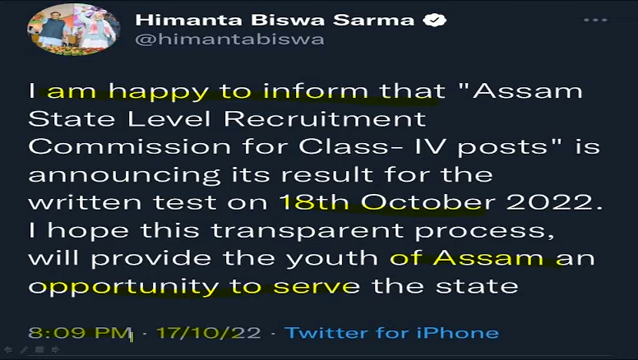 Himanta Biswa Sarma
@himantabiswa
I am happy to inform that "Assam
State Level Recruitment
Commission for Class- IV posts" is
announcing its result for the
written test on 18th October 2022.
I hope this transparent process,
will provide the youth of Assam an
opportunity to serve the state
8:09 PM · 17/10/22 · Twitter for iPhone